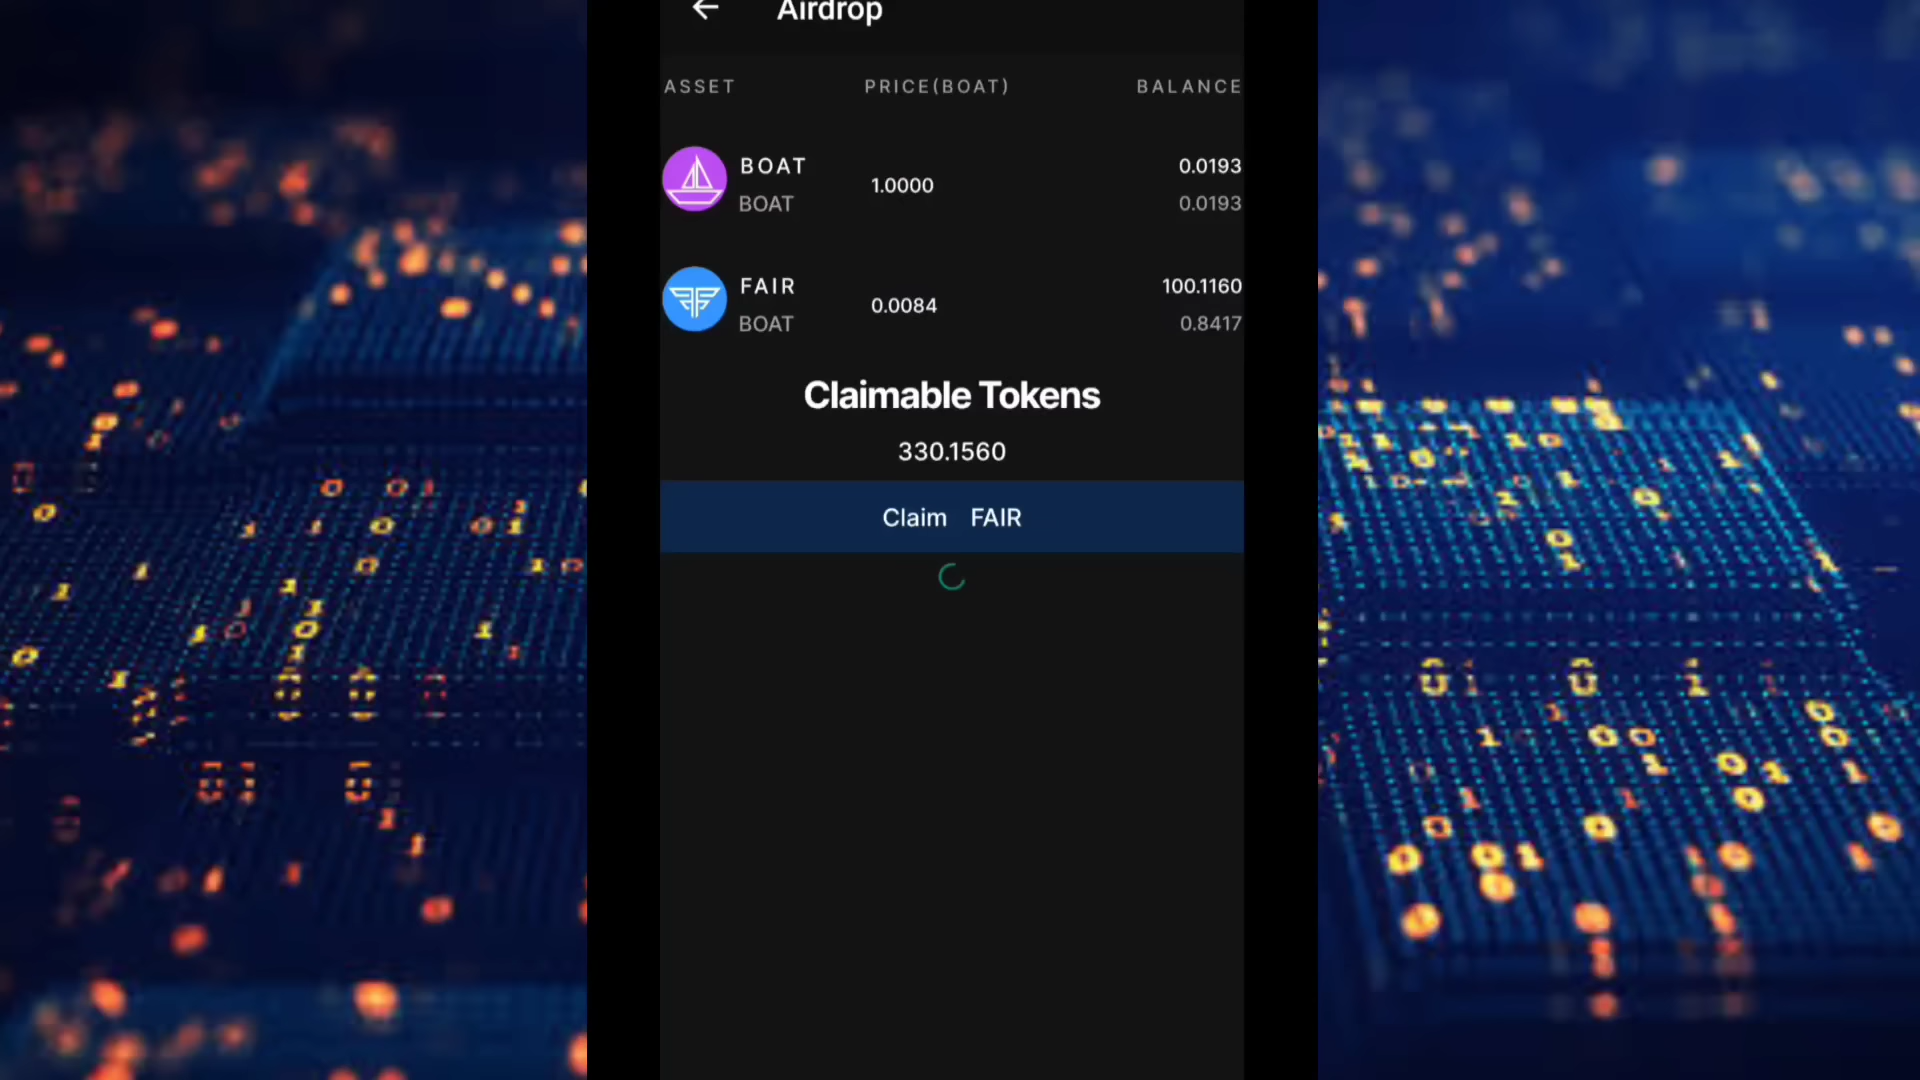 Airdrop
ASSET PRICE(BOAT) BALANCE
BOAT 1.0000 0.0193
BOAT 0.0193
FAIR 0.0084 100.1160
BOAT 0.8417
Claimable Tokens
330.1560
Claim FAIR